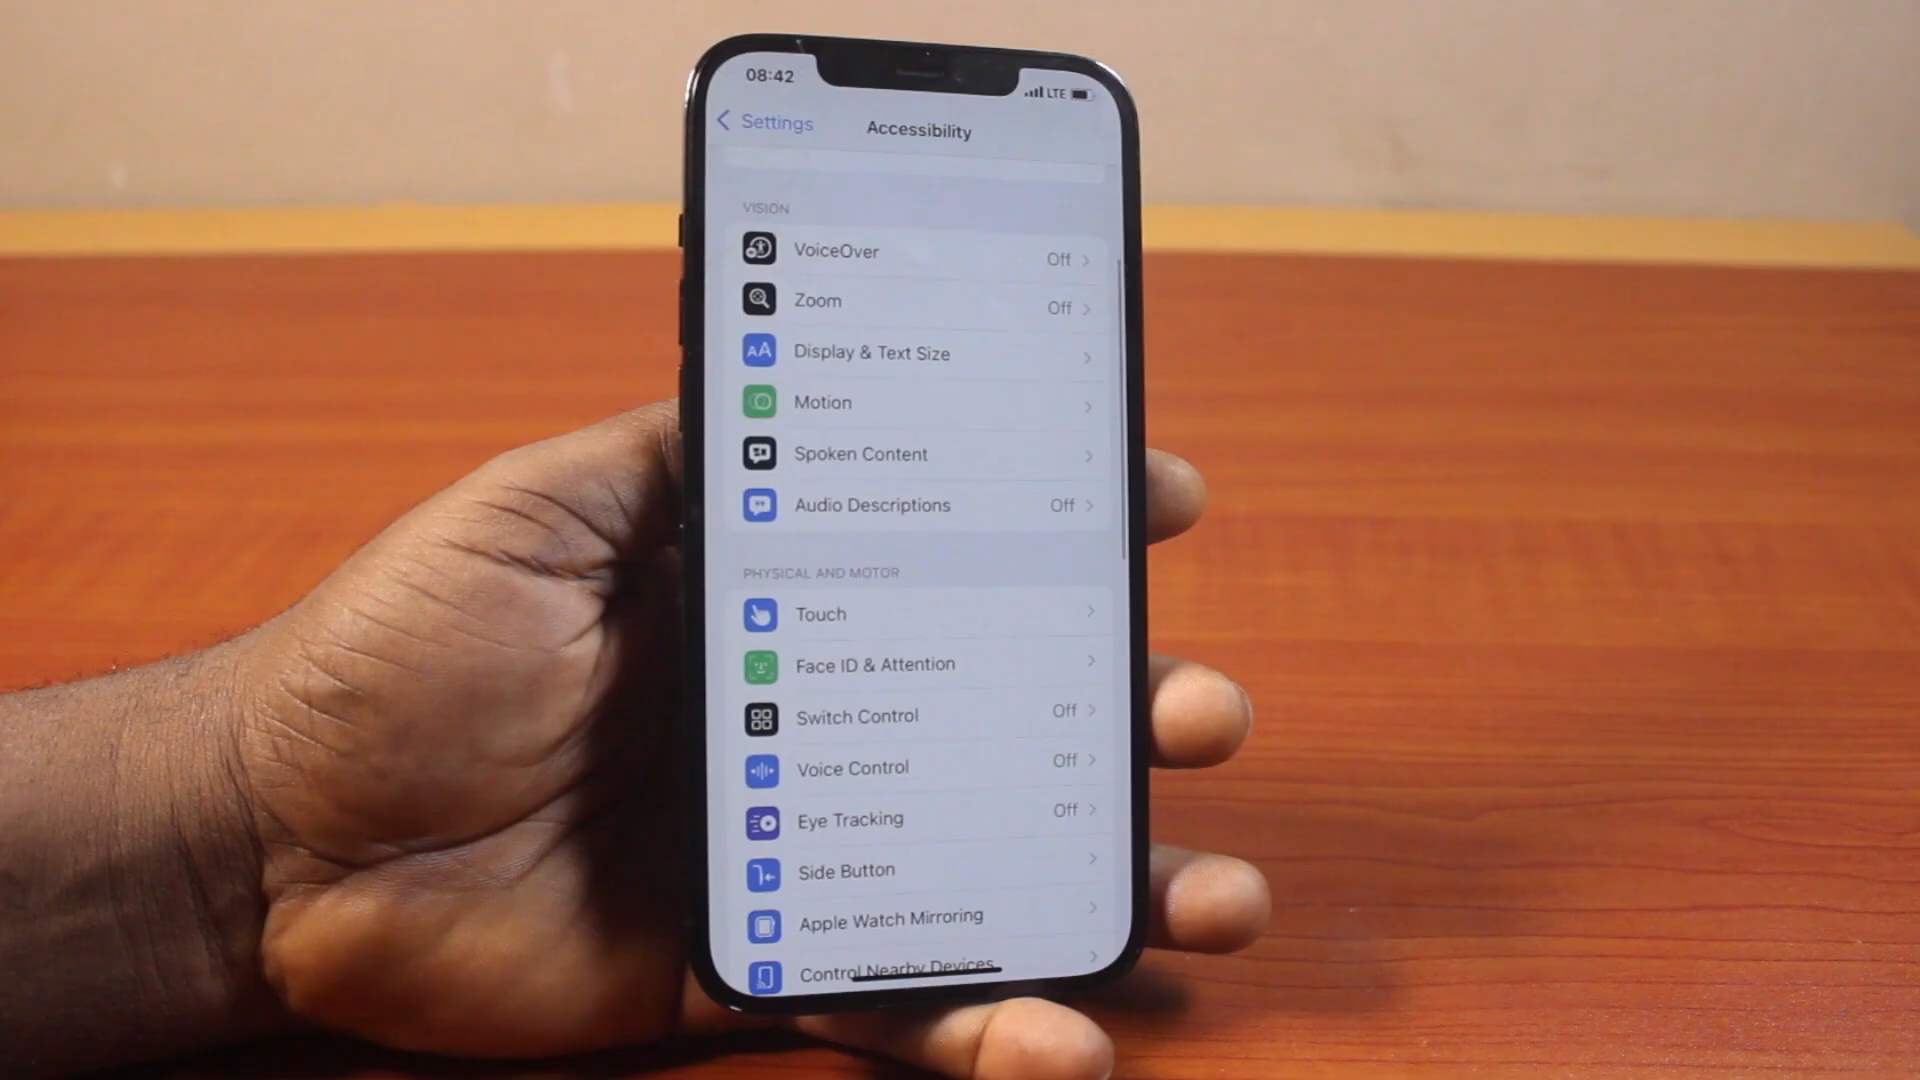 08:42
LTE
Settings
Accessibility
VISION
VoiceOver Off
Zoom Off
AA Display & Text Size
Motion
Spoken Content
Audio Descriptions Off
PHYSICAL AND MOTOR
Touch
Face ID & Attention
Switch Control Off
Voice Control Off
Eye Tracking Off
Side Button
Apple Watch Mirroring
Control Nearby Devices